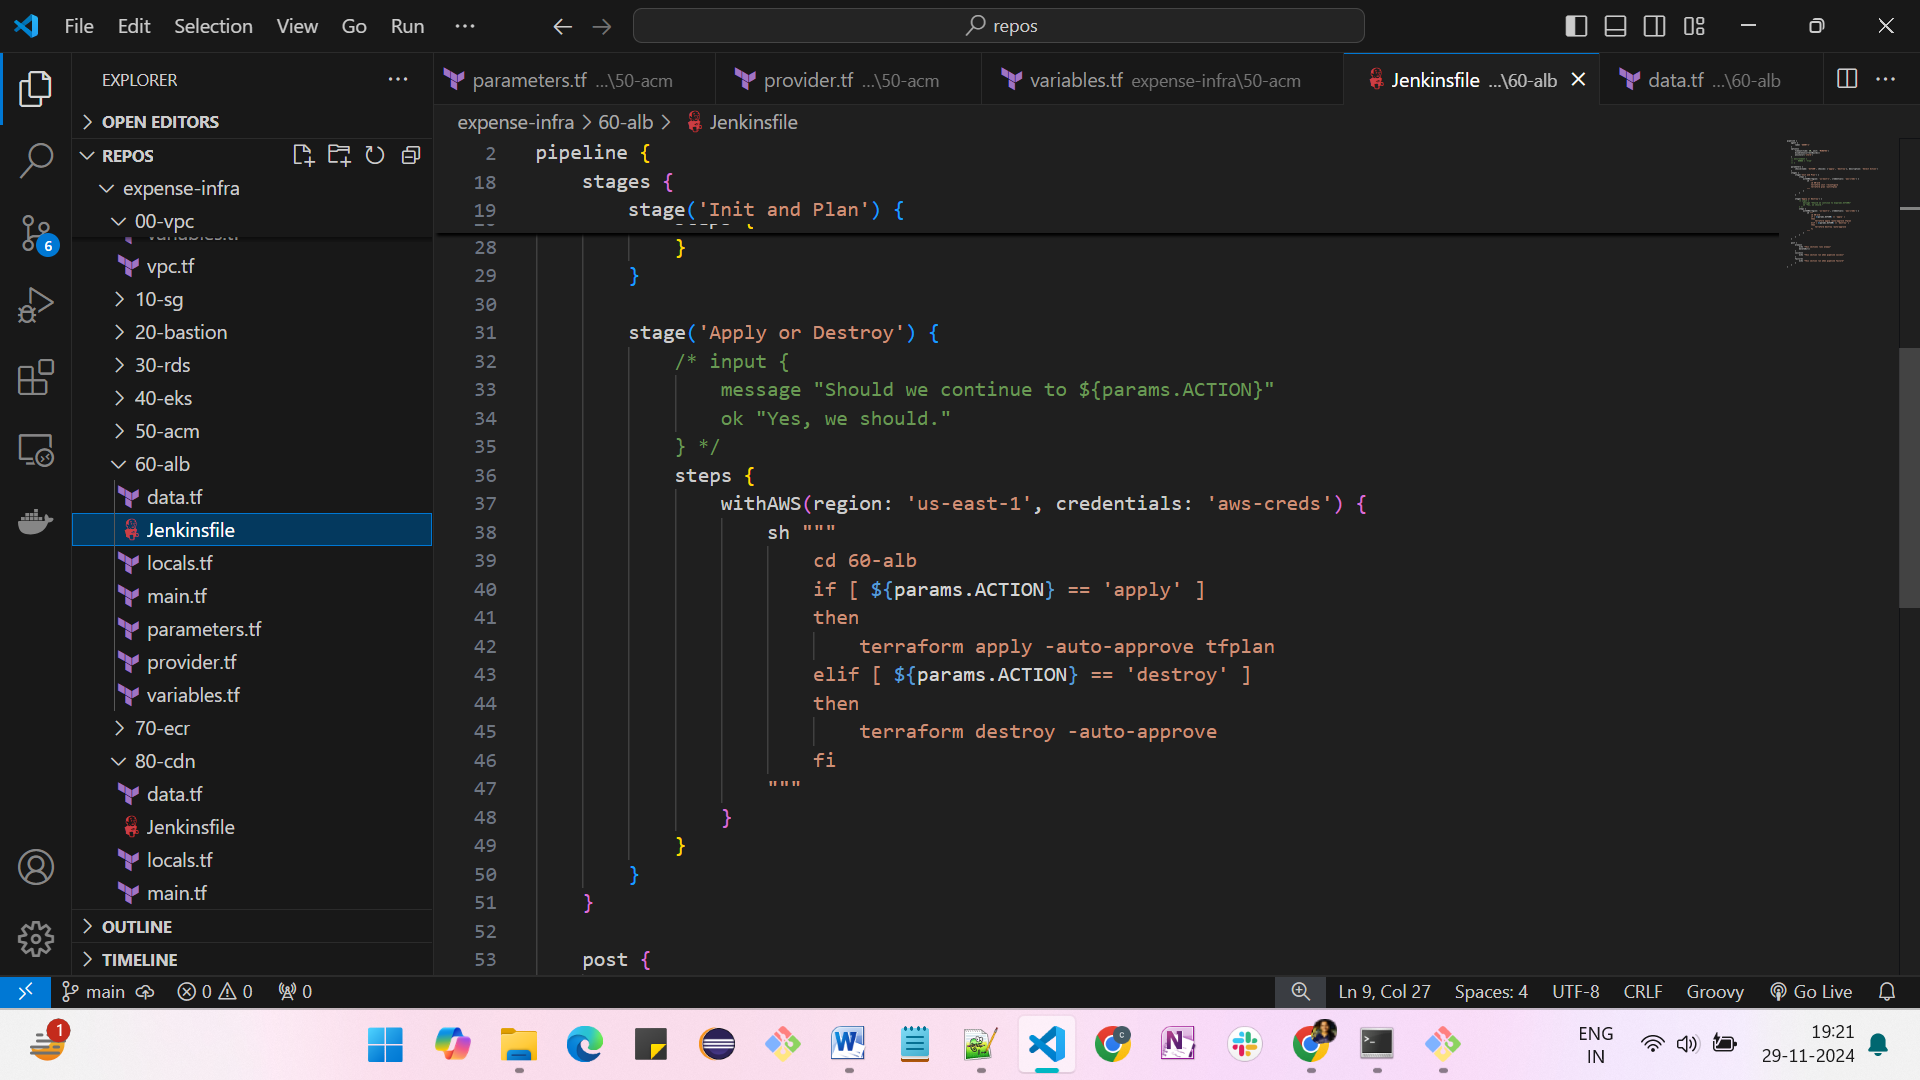 File Edit Selection View Go Run ··· repos
EXPLORER ···
OPEN EDITORS
REPOS
expense-infra
00-vpc
variables.tf
vpc.tf
10-sg
20-bastion
30-rds
40-eks
50-acm
60-alb
data.tf
Jenkinsfile
locals.tf
main.tf
parameters.tf
provider.tf
variables.tf
70-ecr
80-cdn
data.tf
Jenkinsfile
locals.tf
main.tf
OUTLINE
TIMELINE
6
parameters.tf ...\50-acm provider.tf ...\50-acm variables.tf expense-infra\50-acm Jenkinsfile ...\60-alb data.tf ...\60-alb ···
expense-infra > 60-alb > Jenkinsfile
2 pipeline {
18 stages {
19 stage('Init and Plan') {
28 }
29 }
30
31 stage('Apply or Destroy') {
32 /* input {
33 message "Should we continue to ${params.ACTION}"
34 ok "Yes, we should."
35 } */
36 steps {
37 withAWS(region: 'us-east-1', credentials: 'aws-creds') {
38 sh """
39 cd 60-alb
40 if [ ${params.ACTION} == 'apply' ]
41 then
42 terraform apply -auto-approve tfplan
43 elif [ ${params.ACTION} == 'destroy' ]
44 then
45 terraform destroy -auto-approve
46 fi
47 """
48 }
49 }
50 }
51 }
52
53 post {
main 0 0 0 Ln 9, Col 27 Spaces: 4 UTF-8 CRLF Groovy Go Live
1
ENG
IN
19:21
29-11-2024